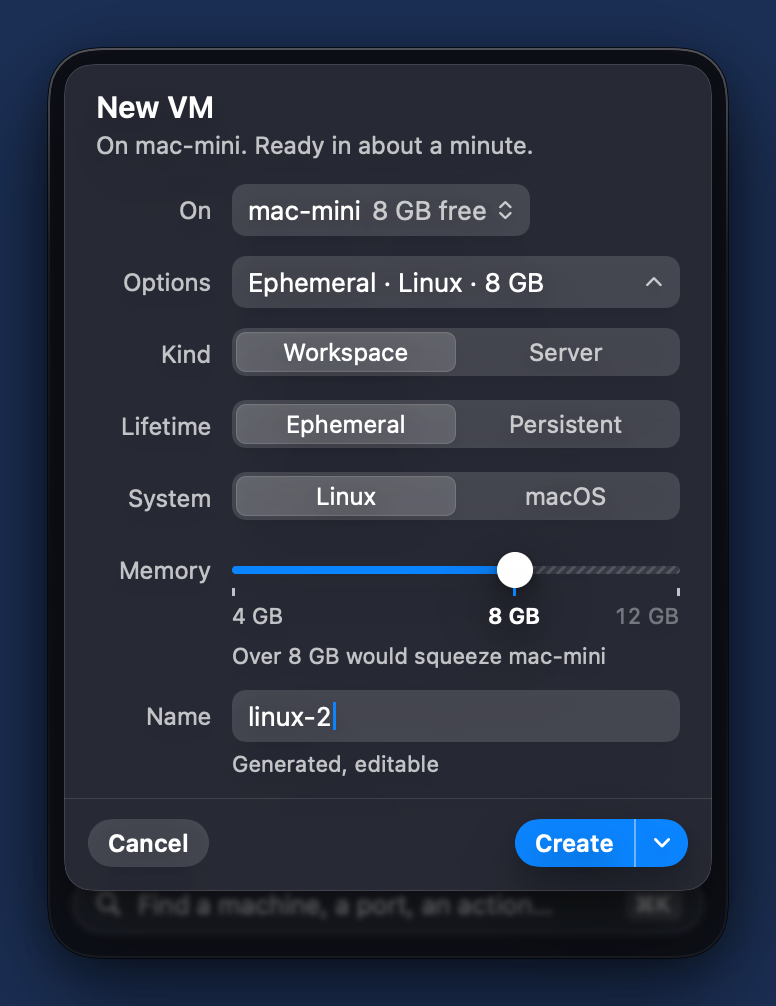 New VM
On mac-mini. Ready in about a minute.
On mac-mini 8 GB free
Options Ephemeral · Linux · 8 GB
Kind Workspace Server
Lifetime Ephemeral Persistent
System Linux macOS
Memory
4 GB 8 GB 12 GB
Over 8 GB would squeeze mac-mini
Name linux-2
Generated, editable
Cancel Create
Find a machine, a port, an action... ⌘K